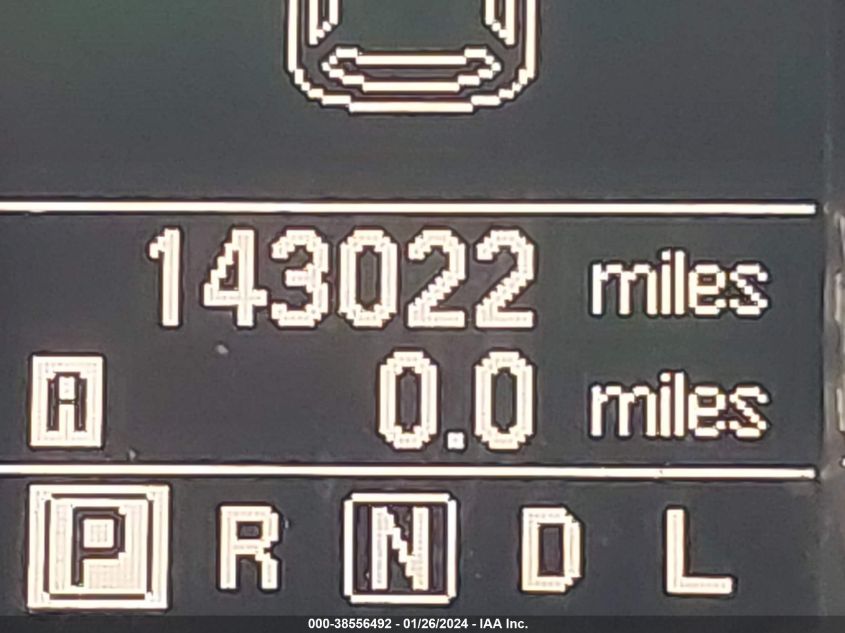 143022 miles
A 0.0 miles
P R N D L
000-38556492 - 01/26/2024 - IAA Inc.